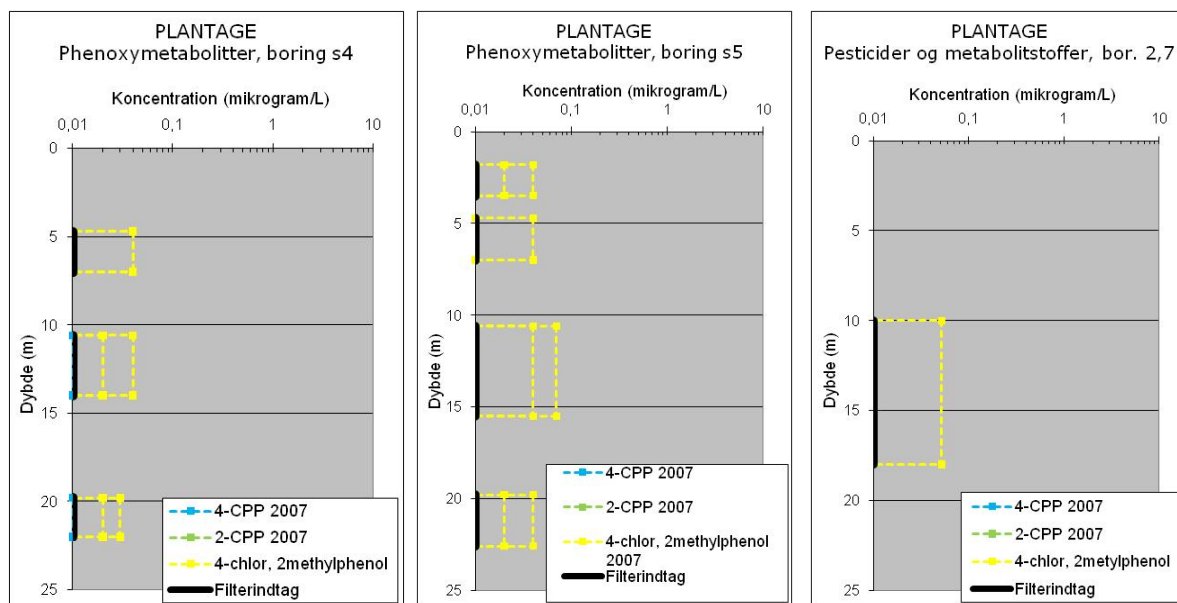 PLANTAGE
Phenoxymetabolitter, boring s4
Koncentration (mikrogram/L)
0,01 0,1 1 10
0
5
10
15
20
25
Dybde (m)
4-CPP 2007
2-CPP 2007
4-chlor, 2metylphenol
Filterindtag
PLANTAGE
Phenoxymetabolitter, boring s5
Koncentration (mikrogram/L)
0,01 0,1 1 10
0
5
10
15
20
25
Dybde (m)
4-CPP 2007
2-CPP 2007
4-chlor, 2methylphenol
2007
Filterindtag
PLANTAGE
Pesticider og metabolitstoffer, bor. 2,7
Koncentration (mikrogram/L)
0,01 0,1 1 10
0
5
10
15
20
25
Dybde (m)
4-CPP 2007
2-CPP 2007
4-chlor, 2metylphenol
Filterindtag